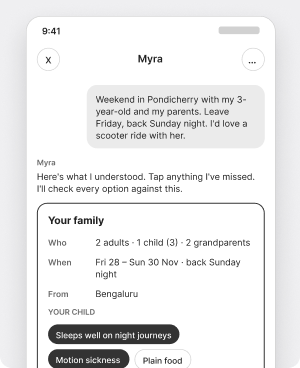 9:41
X
Myra
...
Weekend in Pondicherry with my 3-
year-old and my parents. Leave
Friday, back Sunday night. I'd love a
scooter ride with her.
Myra
Here's what I understood. Tap anything I've missed.
I'll check every option against this.
Your family
Who 2 adults · 1 child (3) · 2 grandparents
When Fri 28 – Sun 30 Nov · back Sunday
night
From Bengaluru
YOUR CHILD
Sleeps well on night journeys
Motion sickness Plain food